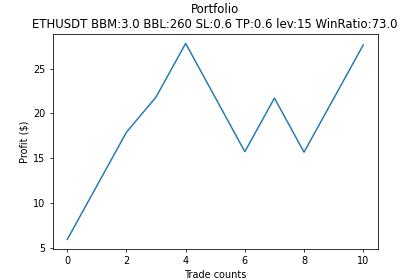 Portfolio
ETHUSDT BBM:3.0 BBL:260 SL:0.6 TP:0.6 lev:15 WinRatio:73.0
25
20
15
10
5
Profit ($)
0 2 4 6 8 10
Trade counts